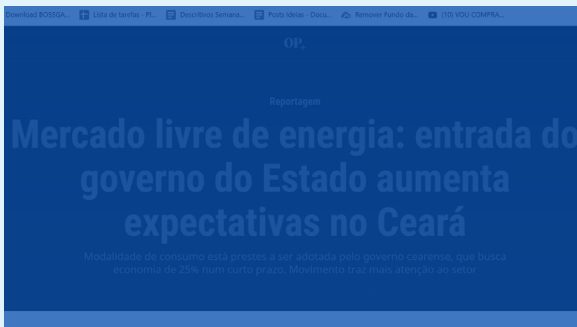 Download BOSSGA... Lista de tarefas - Pl... Descritivos Semana... Posts Ideias - Docu... Remover Fundo da... (10) VOU COMPRA...
OP.
Reportagem
Mercado livre de energia: entrada do
governo do Estado aumenta
expectativas no Ceará
Modalidade de consumo está prestes a ser adotada pelo governo cearense, que busca
economia de 25% num curto prazo. Movimento traz mais atenção ao setor